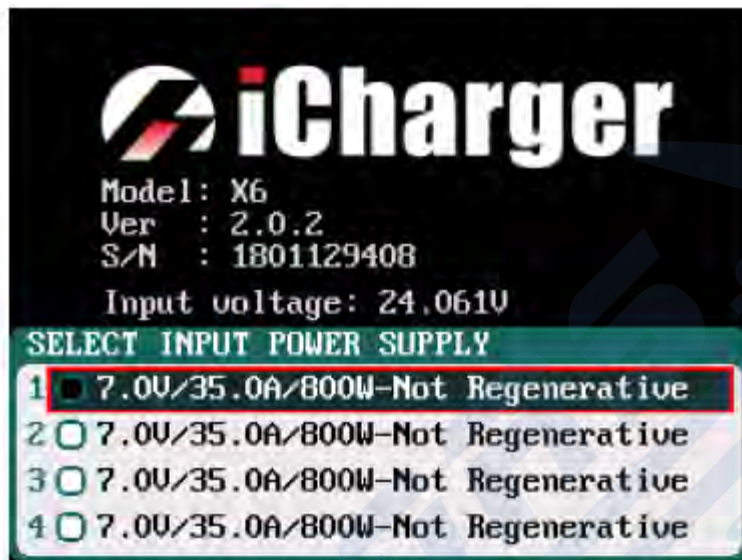 iCharger
Model: X6
Ver : 2.0.2
S/N : 1801129408
Input voltage: 24.061V
SELECT INPUT POWER SUPPLY
1 7.0V/35.0A/800W-Not Regenerative
2 7.0V/35.0A/800W-Not Regenerative
3 7.0V/35.0A/800W-Not Regenerative
4 7.0V/35.0A/800W-Not Regenerative